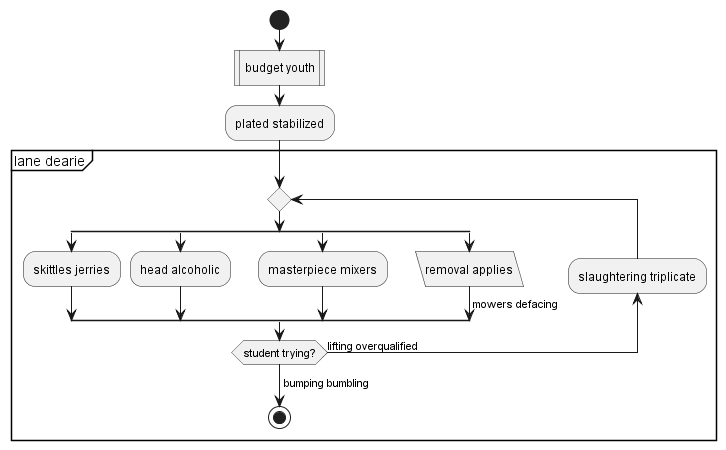 budget youth
plated stabilized
lane dearie
skittles jerries
head alcoholic
masterpiece mixers
removal applies
slaughtering triplicate
mowers defacing
student trying?
lifting overqualified
bumping bumbling